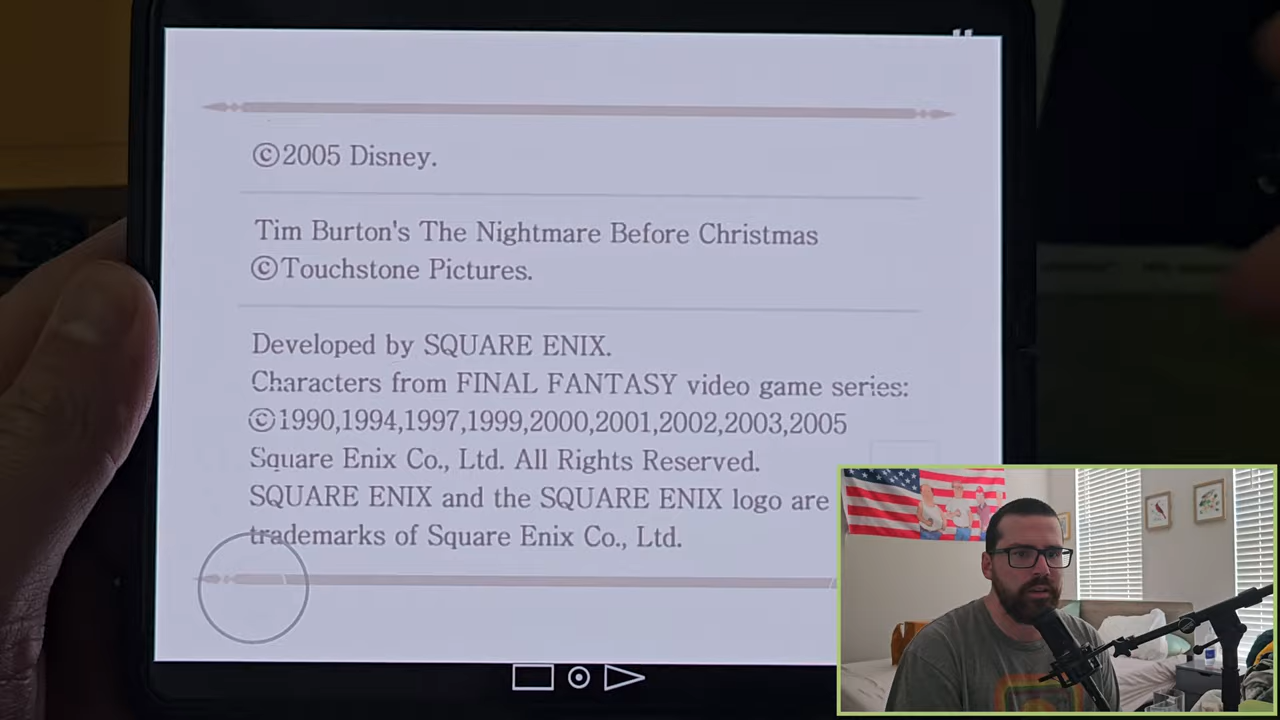 ©2005 Disney.
Tim Burton's The Nightmare Before Christmas
©Touchstone Pictures.
Developed by SQUARE ENIX.
Characters from FINAL FANTASY video game series:
©1990,1994,1997,1999,2000,2001,2002,2003,2005
Square Enix Co., Ltd. All Rights Reserved.
SQUARE ENIX and the SQUARE ENIX logo are
trademarks of Square Enix Co., Ltd.